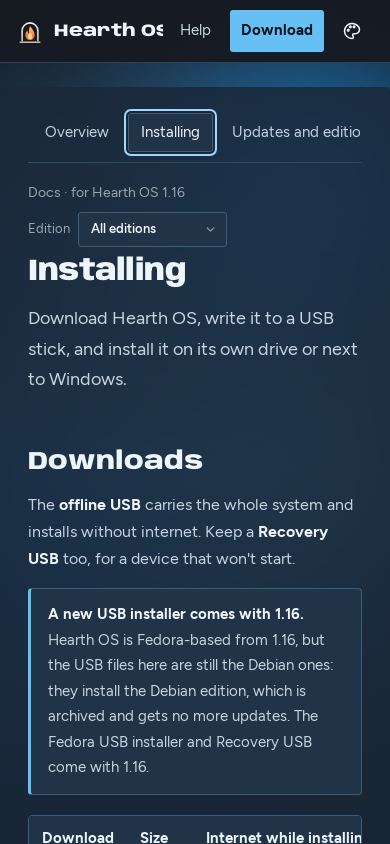 Hearth OS Help Download
Overview Installing Updates and editio
Docs · for Hearth OS 1.16
Edition All editions
Installing
Download Hearth OS, write it to a USB
stick, and install it on its own drive or next
to Windows.
Downloads
The offline USB carries the whole system and
installs without internet. Keep a Recovery
USB too, for a device that won't start.
A new USB installer comes with 1.16.
Hearth OS is Fedora-based from 1.16, but
the USB files here are still the Debian ones:
they install the Debian edition, which is
archived and gets no more updates. The
Fedora USB installer and Recovery USB
come with 1.16.
Download Size Internet while installin